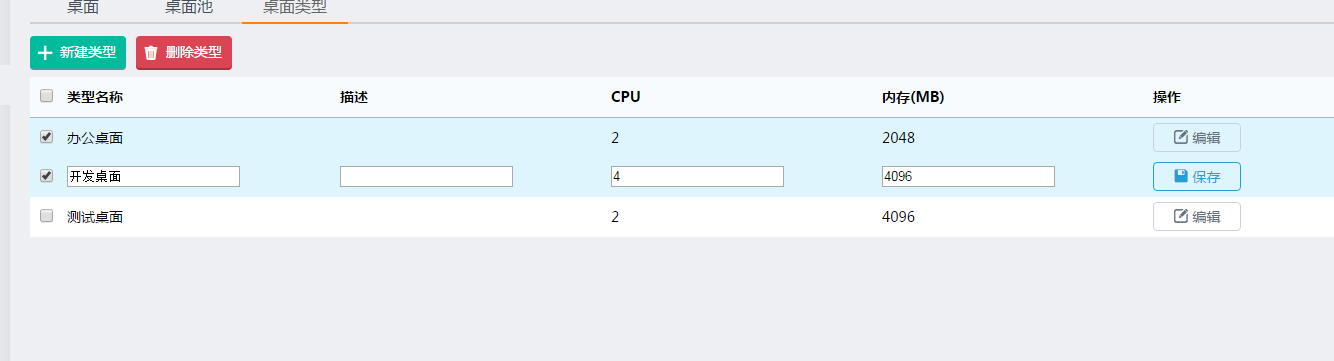 桌面 桌面池 桌面类型
新建类型 删除类型
类型名称 描述 CPU 内存(MB) 操作
办公桌面 2 2048 编辑
开发桌面 4 4096 保存
测试桌面 2 4096 编辑